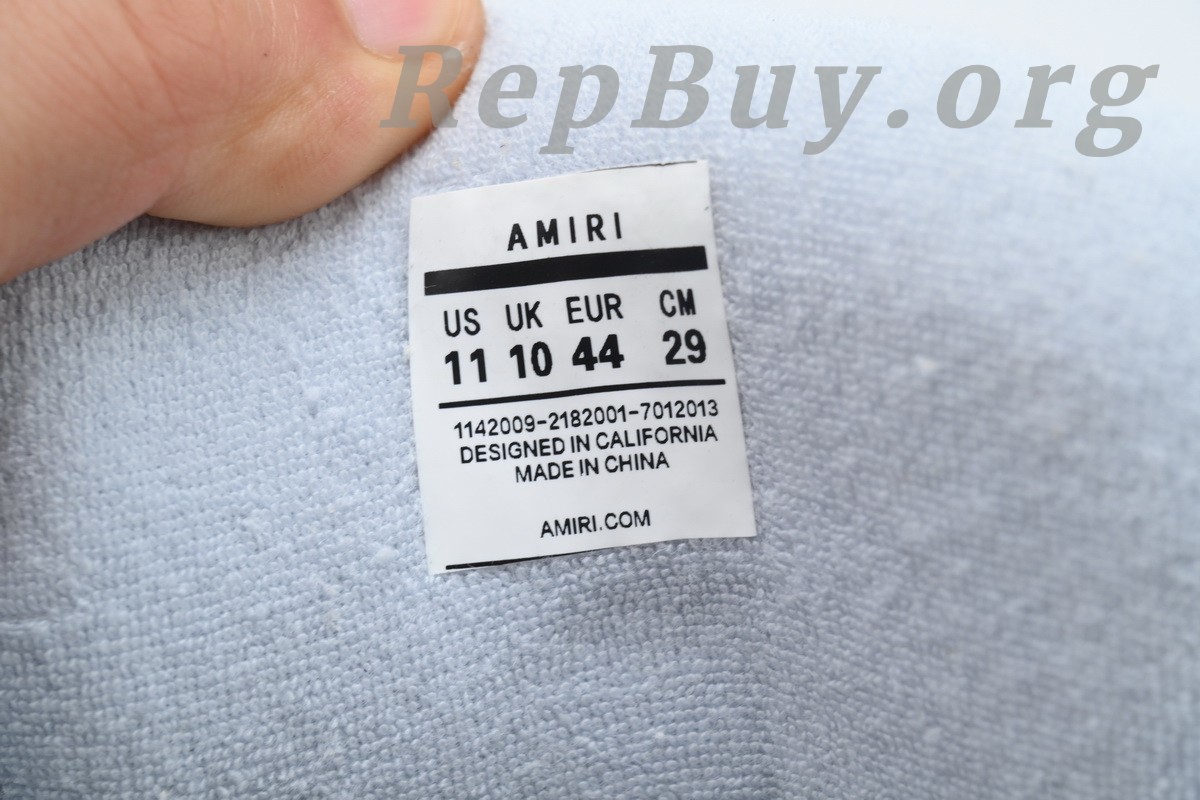 RepBuy.org
AMIRI
US UK EUR CM
11 10 44 29
1142009-2182001-7012013
DESIGNED IN CALIFORNIA
MADE IN CHINA
AMIRI.COM